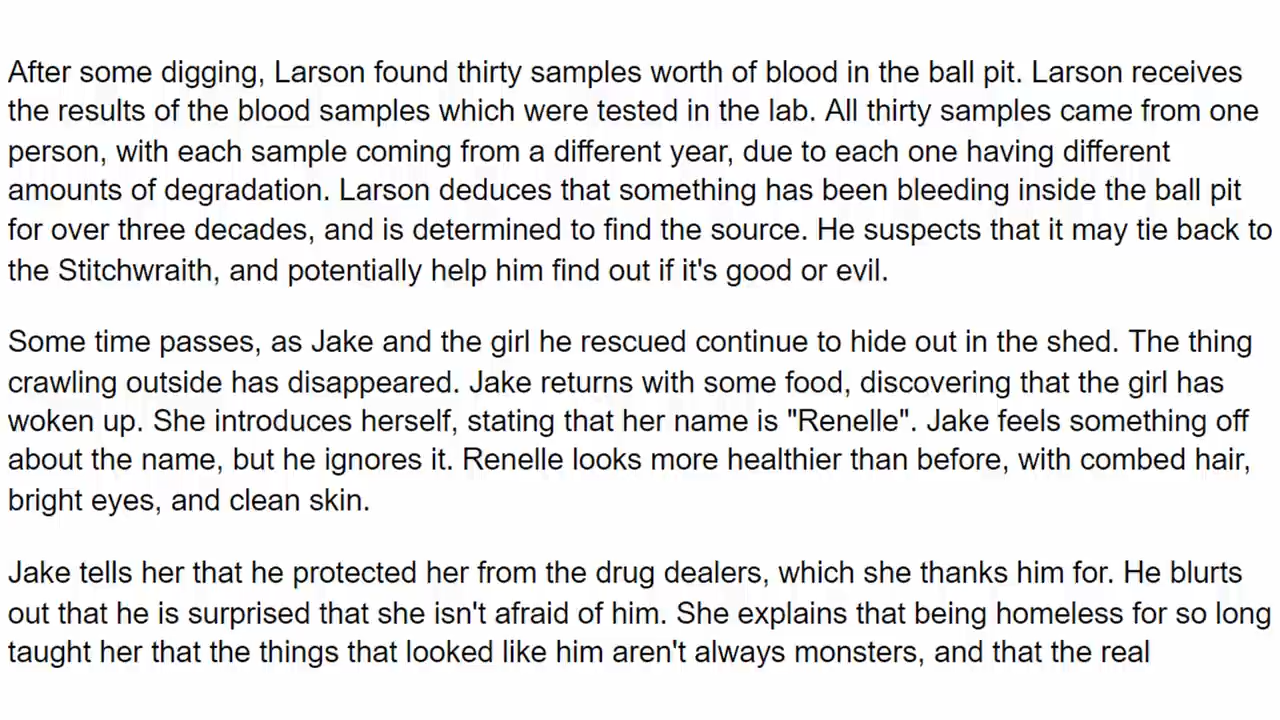 After some digging, Larson found thirty samples worth of blood in the ball pit. Larson receives
the results of the blood samples which were tested in the lab. All thirty samples came from one
person, with each sample coming from a different year, due to each one having different
amounts of degradation. Larson deduces that something has been bleeding inside the ball pit
for over three decades, and is determined to find the source. He suspects that it may tie back to
the Stitchwraith, and potentially help him find out if it's good or evil.
Some time passes, as Jake and the girl he rescued continue to hide out in the shed. The thing
crawling outside has disappeared. Jake returns with some food, discovering that the girl has
woken up. She introduces herself, stating that her name is "Renelle". Jake feels something off
about the name, but he ignores it. Renelle looks more healthier than before, with combed hair,
bright eyes, and clean skin.
Jake tells her that he protected her from the drug dealers, which she thanks him for. He blurts
out that he is surprised that she isn't afraid of him. She explains that being homeless for so long
taught her that the things that looked like him aren't always monsters, and that the real